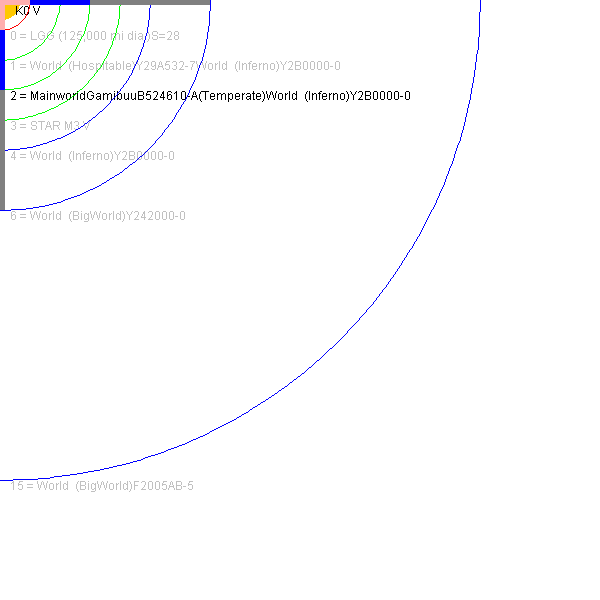 K0 V
0 = LGG (125,000 mi dia)S=28
1 = World (Hospitable)Y29A532-7World (Inferno)Y2B0000-0
2 = MainworldGamibuuB524610-A(Temperate)World (Inferno)Y2B0000-0
3 = STAR M3 V
4 = World (Inferno)Y2B0000-0
6 = World (BigWorld)Y242000-0
15 = World (BigWorld)F2005AB-5